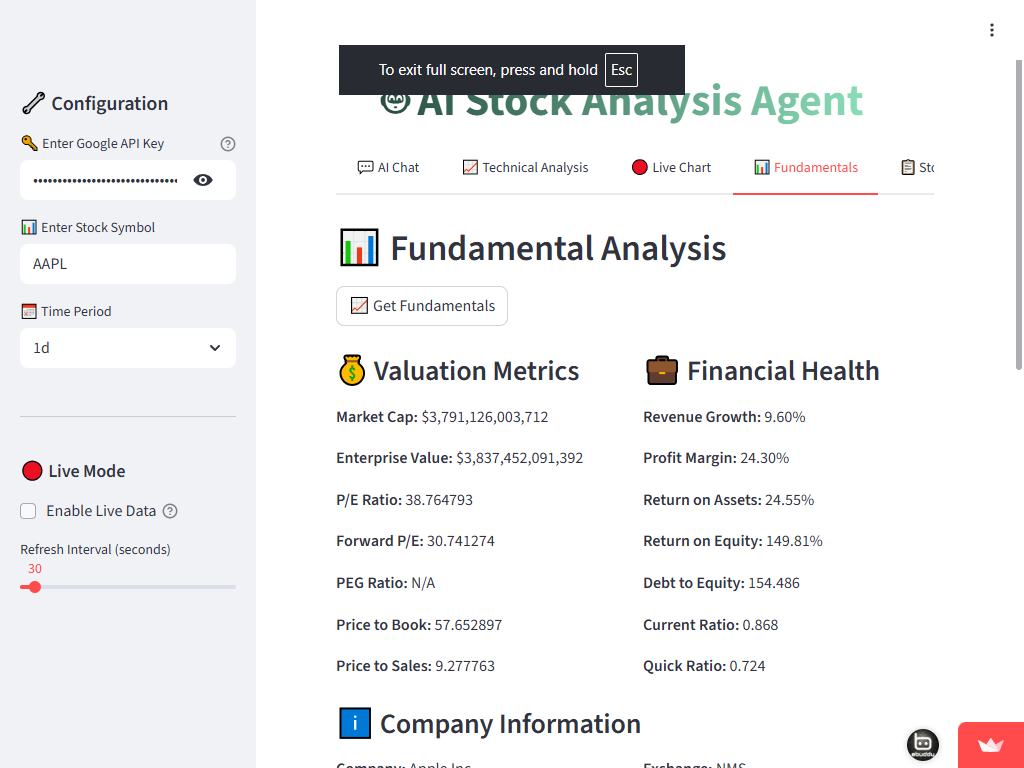 To exit full screen, press and hold Esc
AI Stock Analysis Agent
Configuration
Enter Google API Key
Enter Stock Symbol
AAPL
Time Period
1d
Live Mode
Enable Live Data
Refresh Interval (seconds)
30
AI Chat Technical Analysis Live Chart Fundamentals Sto
Fundamental Analysis
Get Fundamentals
Valuation Metrics
Market Cap: $3,791,126,003,712
Enterprise Value: $3,837,452,091,392
P/E Ratio: 38.764793
Forward P/E: 30.741274
PEG Ratio: N/A
Price to Book: 57.652897
Price to Sales: 9.277763
Financial Health
Revenue Growth: 9.60%
Profit Margin: 24.30%
Return on Assets: 24.55%
Return on Equity: 149.81%
Debt to Equity: 154.486
Current Ratio: 0.868
Quick Ratio: 0.724
Company Information
Company: Apple Inc.
Exchange: NMS